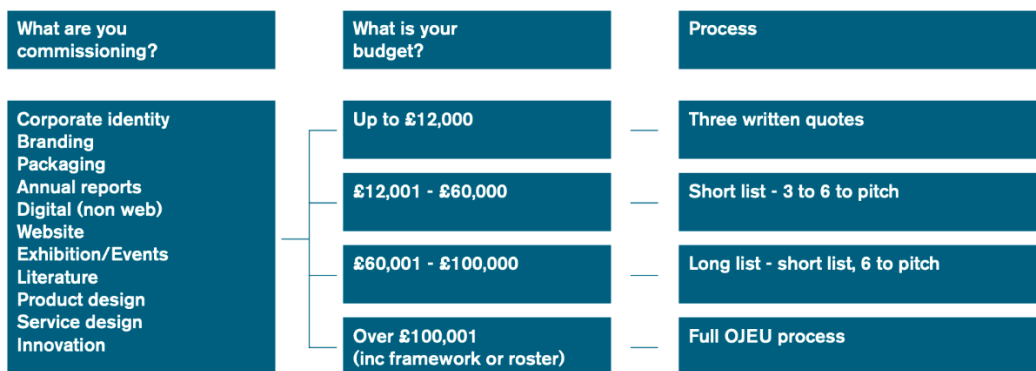 What are you
commissioning?
What is your
budget?
Process
Corporate identity
Branding
Packaging
Annual reports
Digital (non web)
Website
Exhibition/Events
Literature
Product design
Service design
Innovation
Up to £12,000
Three written quotes
£12,001 - £60,000
Short list - 3 to 6 to pitch
£60,001 - £100,000
Long list - short list, 6 to pitch
Over £100,001
(inc framework or roster)
Full OJEU process